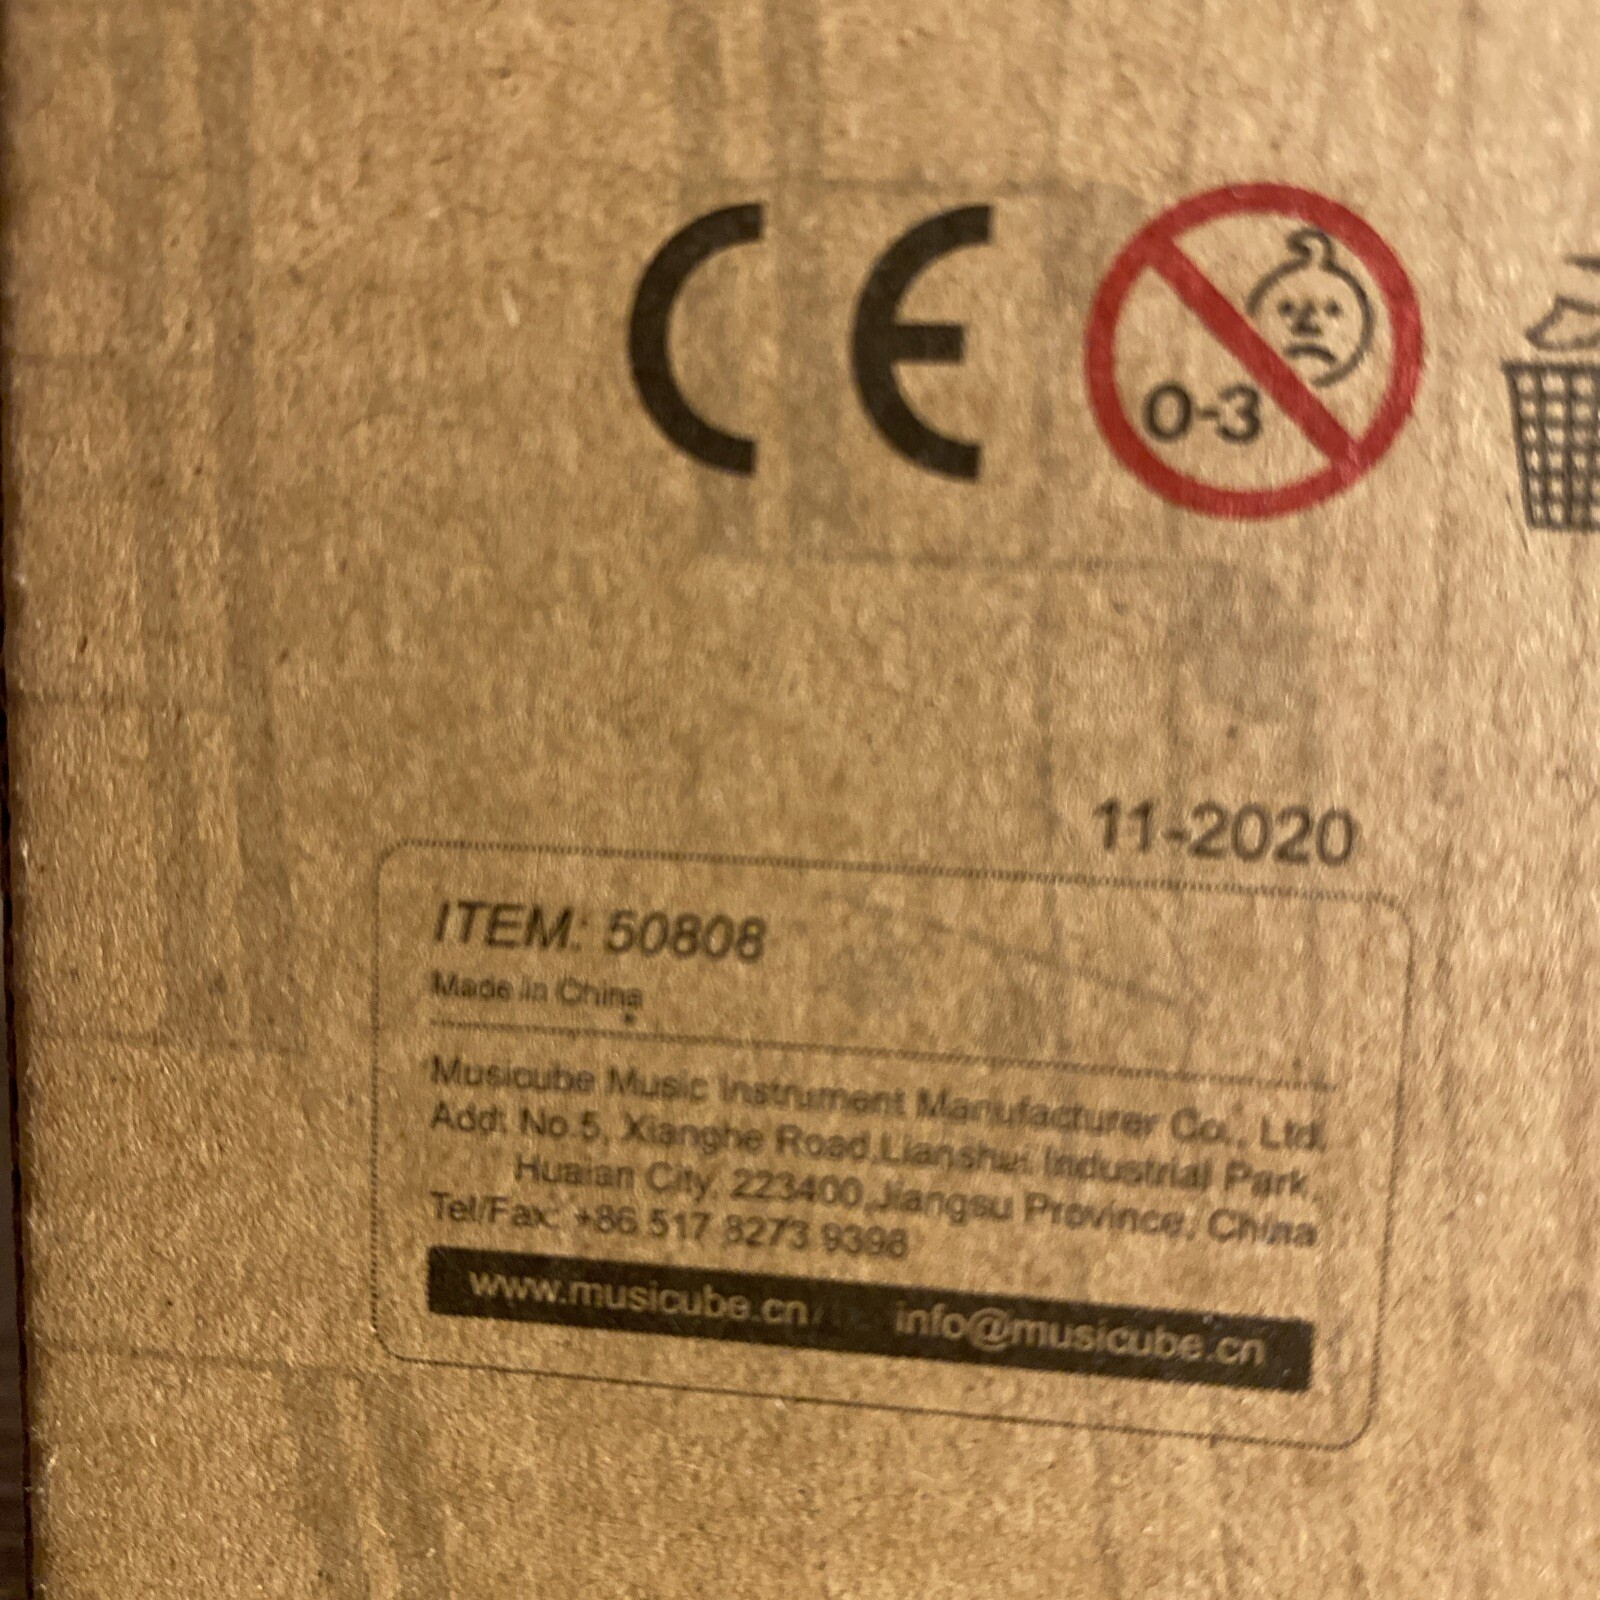 CE
0-3
11-2020
ITEM: 50808
Made in China
Musicube Music Instrument Manufacturer Co., Ltd.
Add: No.5, Xianghe Road,Lianshui Industrial Park,
Huaian City, 223400,Jiangsu Province, China
Tel/Fax: +86 517 8273 9398
www.musicube.cn info@musicube.cn